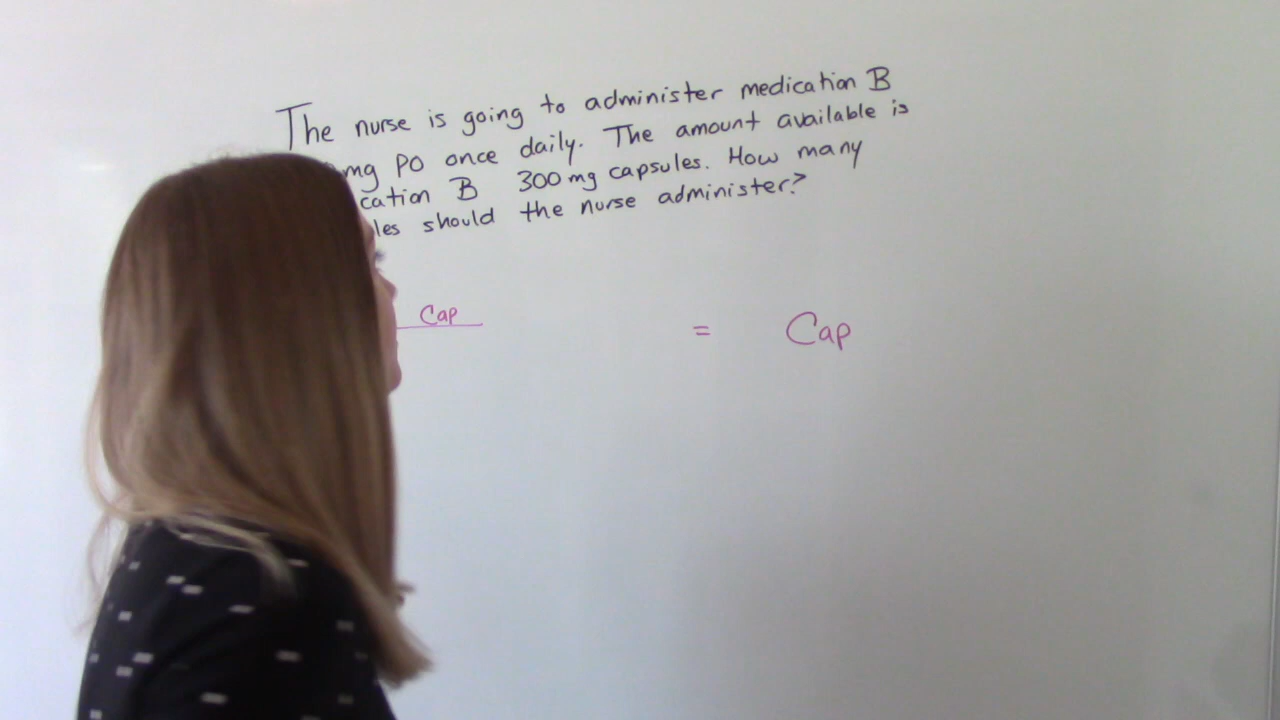 The nurse is going to administer medication B
mg PO once daily. The amount available is
cation B 300 mg capsules. How many
les should the nurse administer?
Cap = Cap